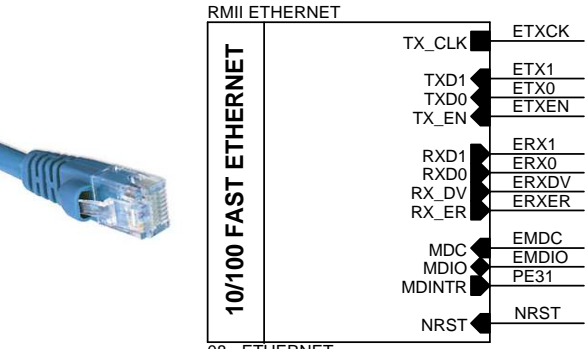 RMII ETHERNET
10/100 FAST ETHERNET
TX_CLK ETXCK
TXD1 ETX1
TXD0 ETX0
TX_EN ETXEN
RXD1 ERX1
RXD0 ERX0
RX_DV ERXDV
RX_ER ERXER
MDC EMDC
MDIO EMDIO
MDINTR PE31
NRST NRST
ETHERNET